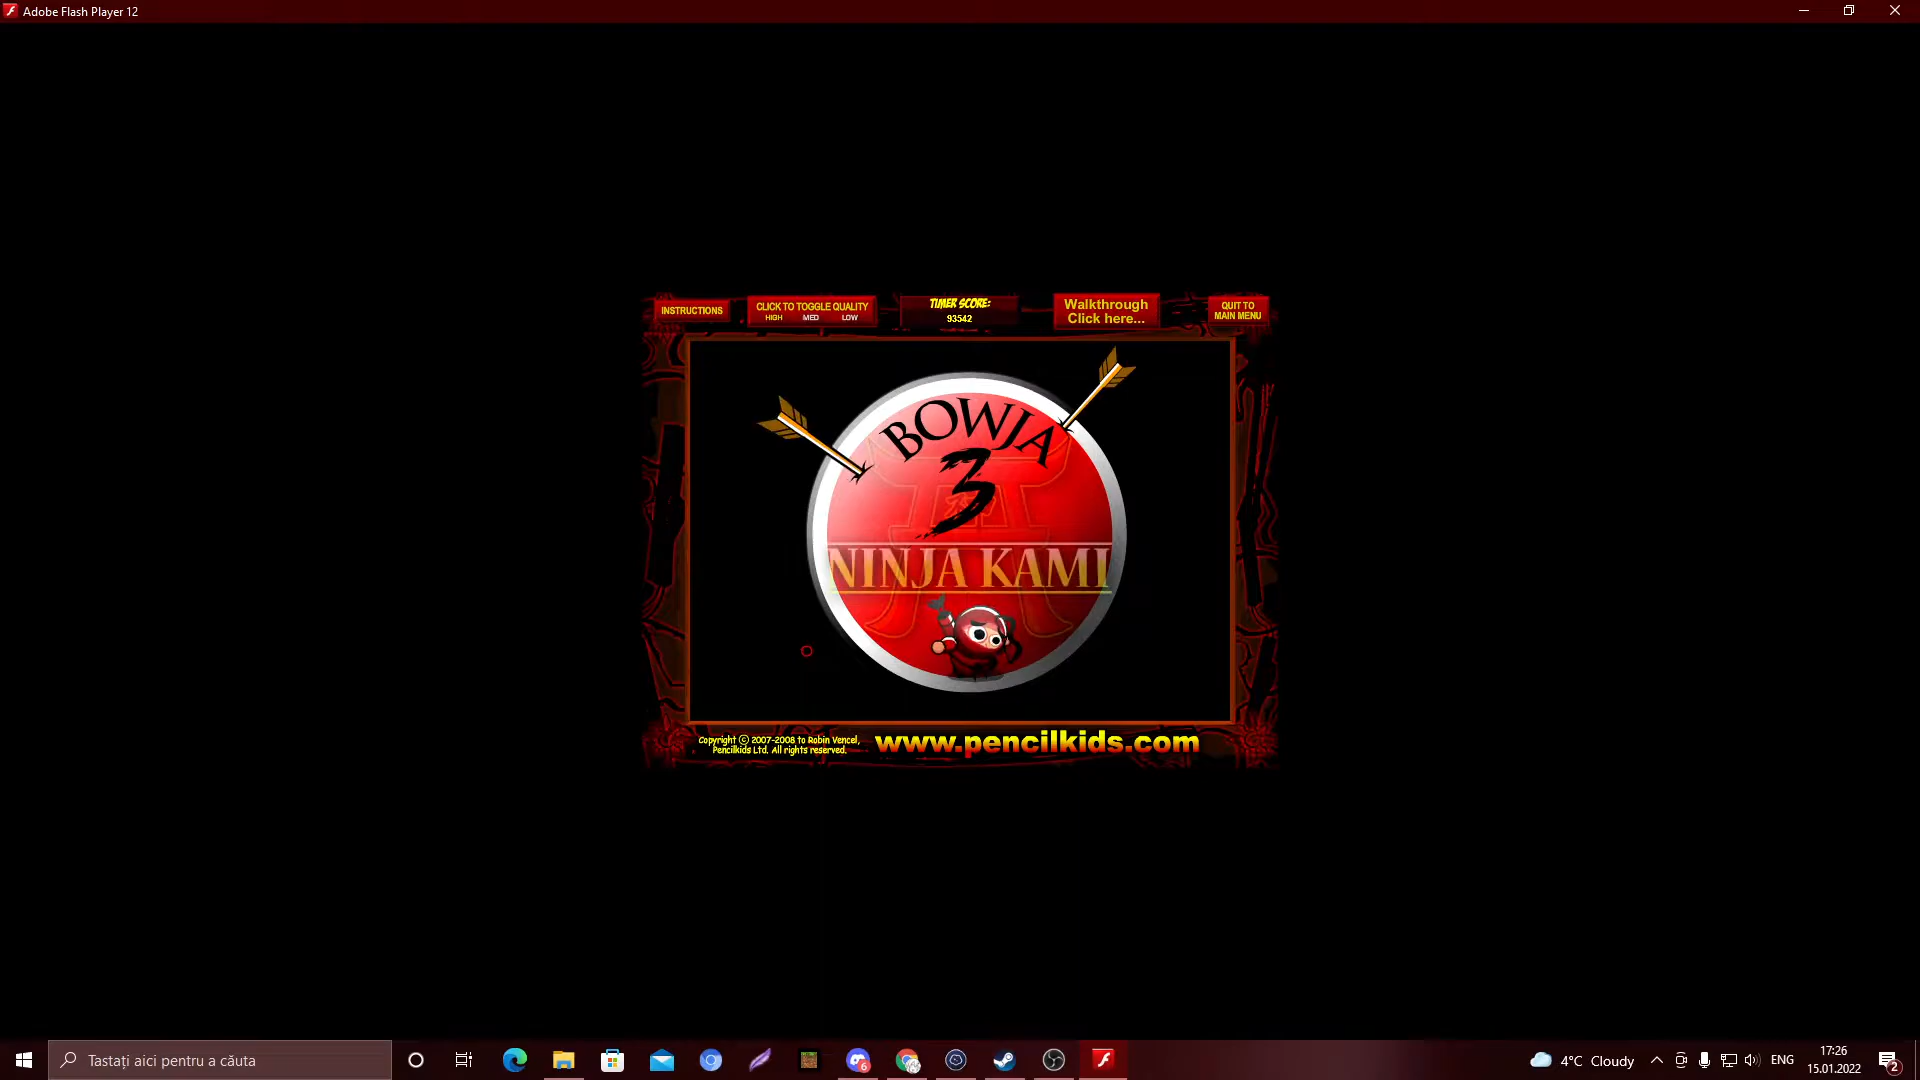 Adobe Flash Player 12
INSTRUCTIONS
CLICK TO TOGGLE QUALITY
HIGH MED LOW
TIMER SCORE:
93542
Walkthrough
Click here...
QUIT TO
MAIN MENU
BOWJA
3
NINJA KAMI
Copyright © 2007-2008 to Robin Vencel,
Pencilkids Ltd. All rights reserved.
www.pencilkids.com
Tastați aici pentru a căuta
6
4°C Cloudy
ENG
17:26
15.01.2022
2